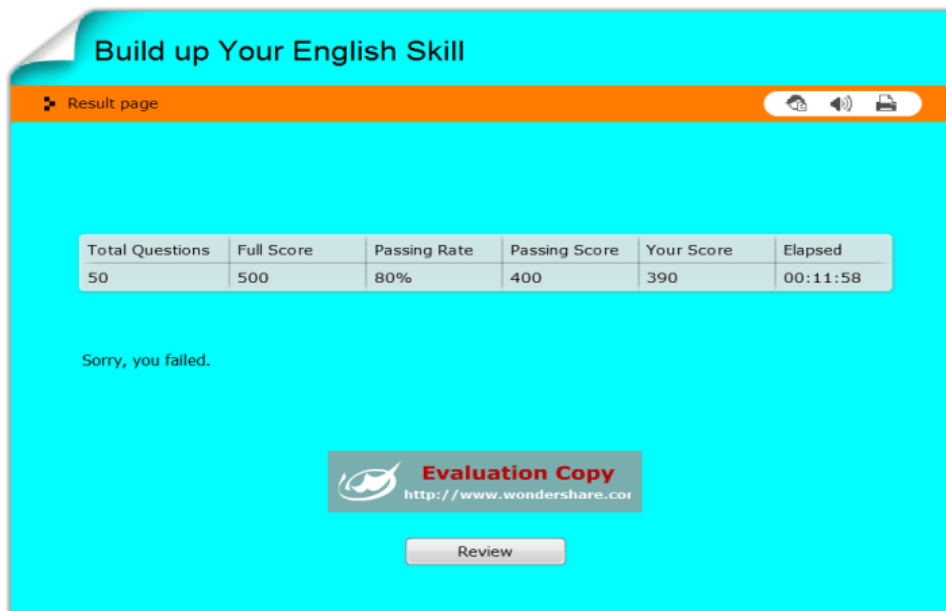 Build up Your English Skill
Result page
Total Questions Full Score Passing Rate Passing Score Your Score Elapsed
50 500 80% 400 390 00:11:58
Sorry, you failed.
Evaluation Copy
http://www.wondershare.cor
Review